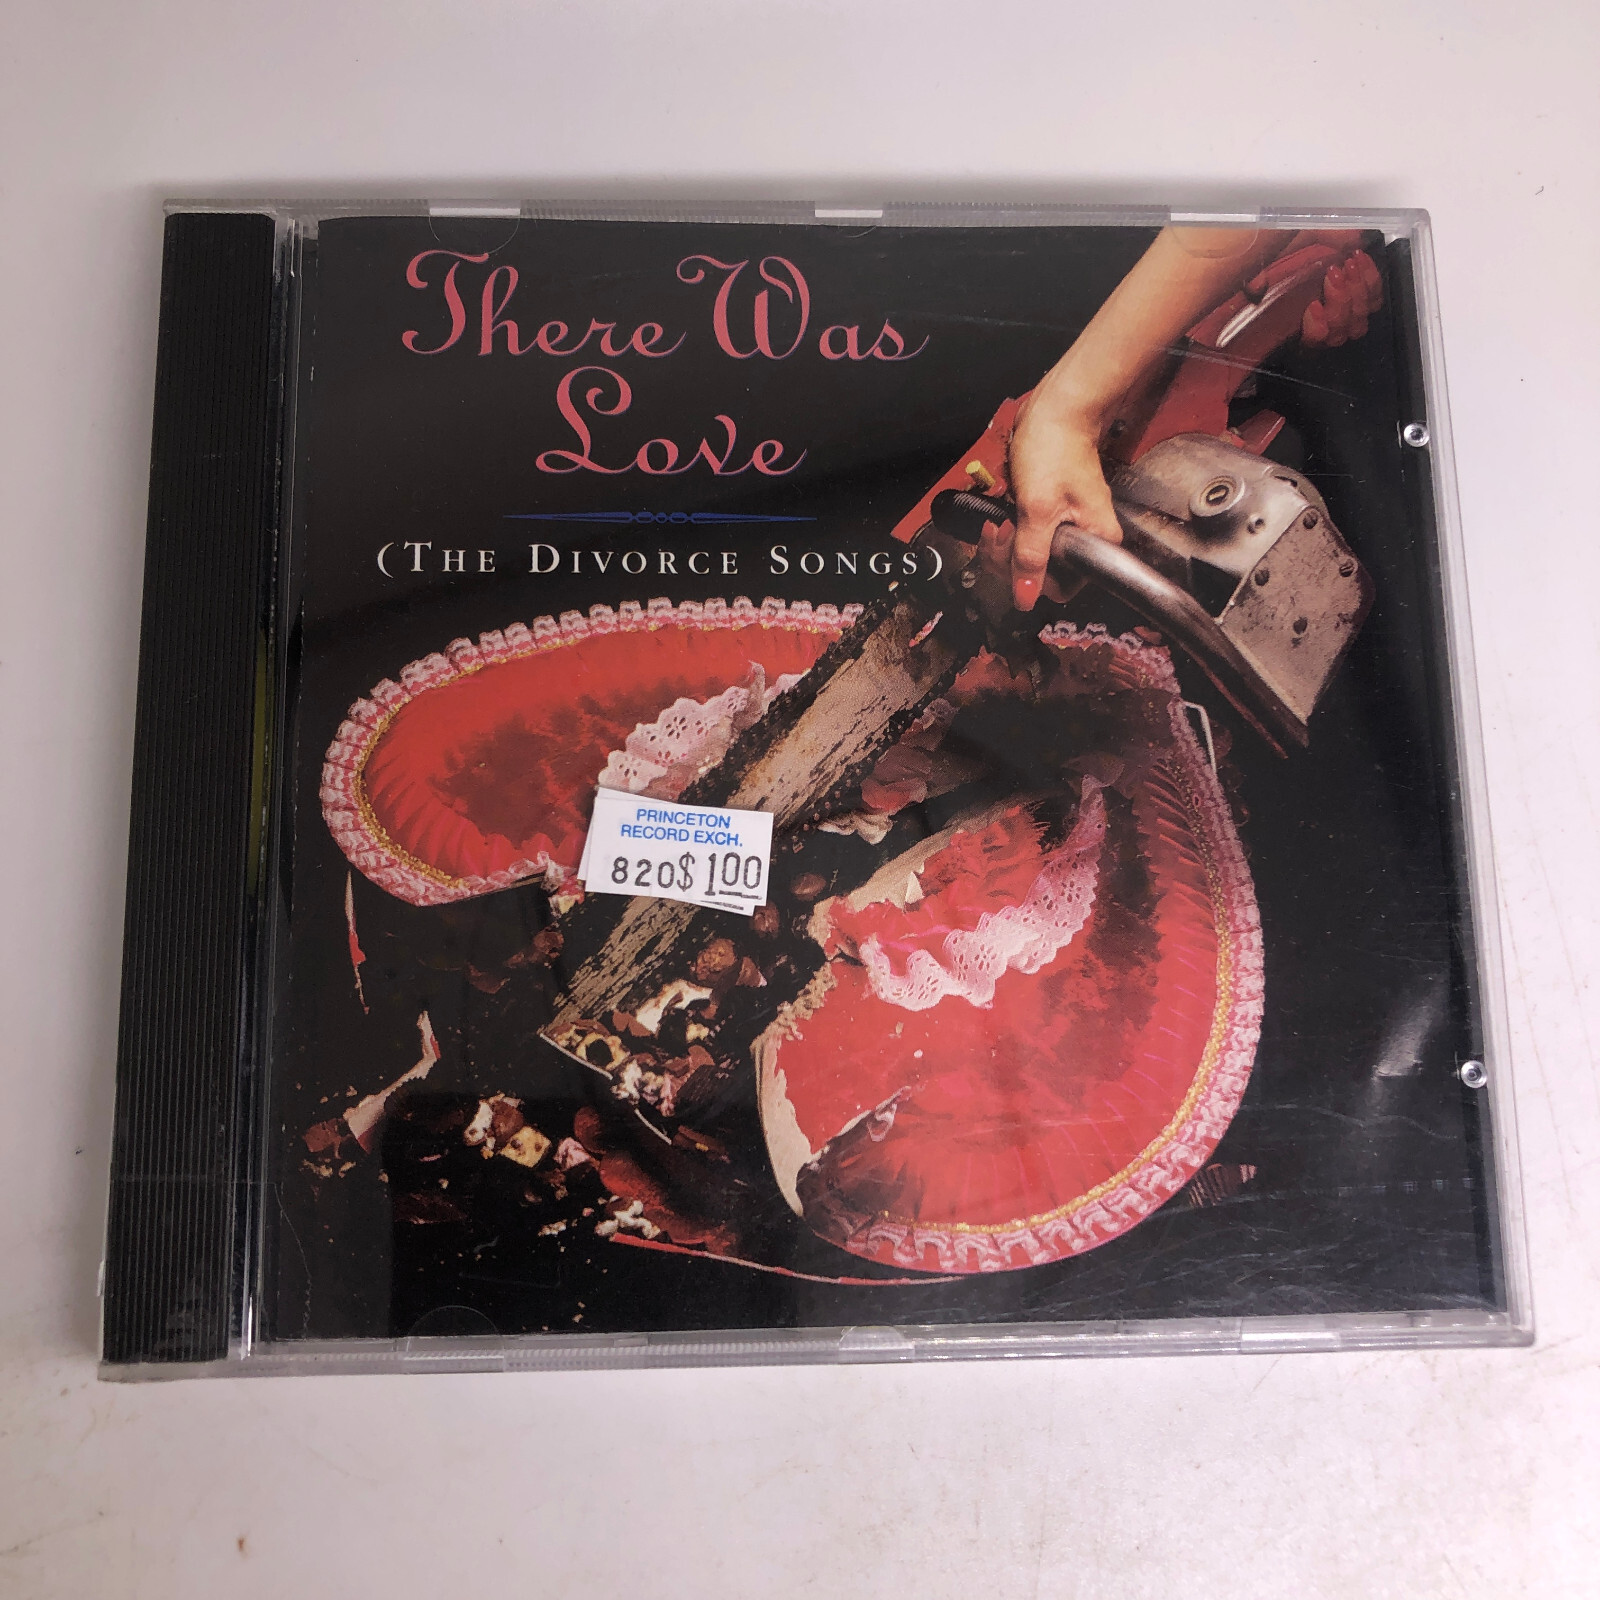 There Was
Love
(THE DIVORCE SONGS)
PRINCETON
RECORD EXCH.
820$ 1.00